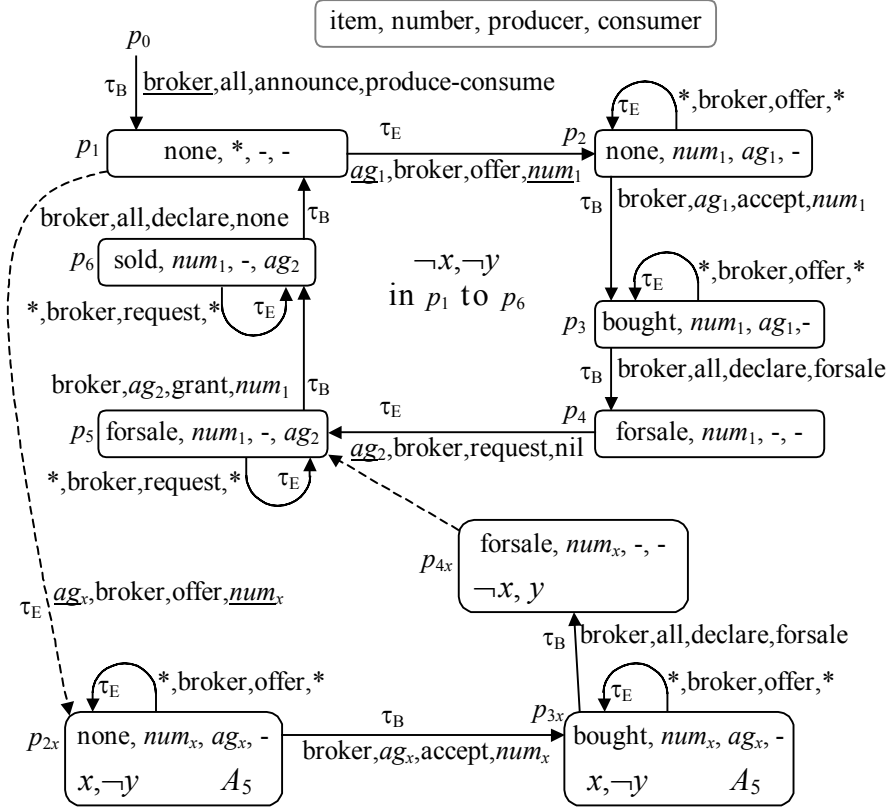 item, number, producer, consumer
p0
τB
broker,all,announce,produce-consume
p1
none, *, -, -
τE
ag1,broker,offer,num1
p2
τE
*,broker,offer,*
none, num1, ag1, -
τB
broker,ag1,accept,num1
broker,all,declare,none
τB
p6
sold, num1, -, ag2
*,broker,request,*
τE
¬x,¬y
in p1 to p6
τE
*,broker,offer,*
p3
bought, num1, ag1,-
τB
broker,all,declare,forsale
broker,ag2,grant,num1
τB
p5
forsale, num1, -, ag2
*,broker,request,*
τE
τE
ag2,broker,request,nil
p4
forsale, num1, -, -
p4x
forsale, numx, -, -
¬x, y
τE
agx,broker,offer,numx
τB
broker,all,declare,forsale
τE
*,broker,offer,*
p2x
none, numx, agx, -
x,¬y
A5
τB
broker,agx,accept,numx
p3x
τE
*,broker,offer,*
bought, numx, agx, -
x,¬y
A5